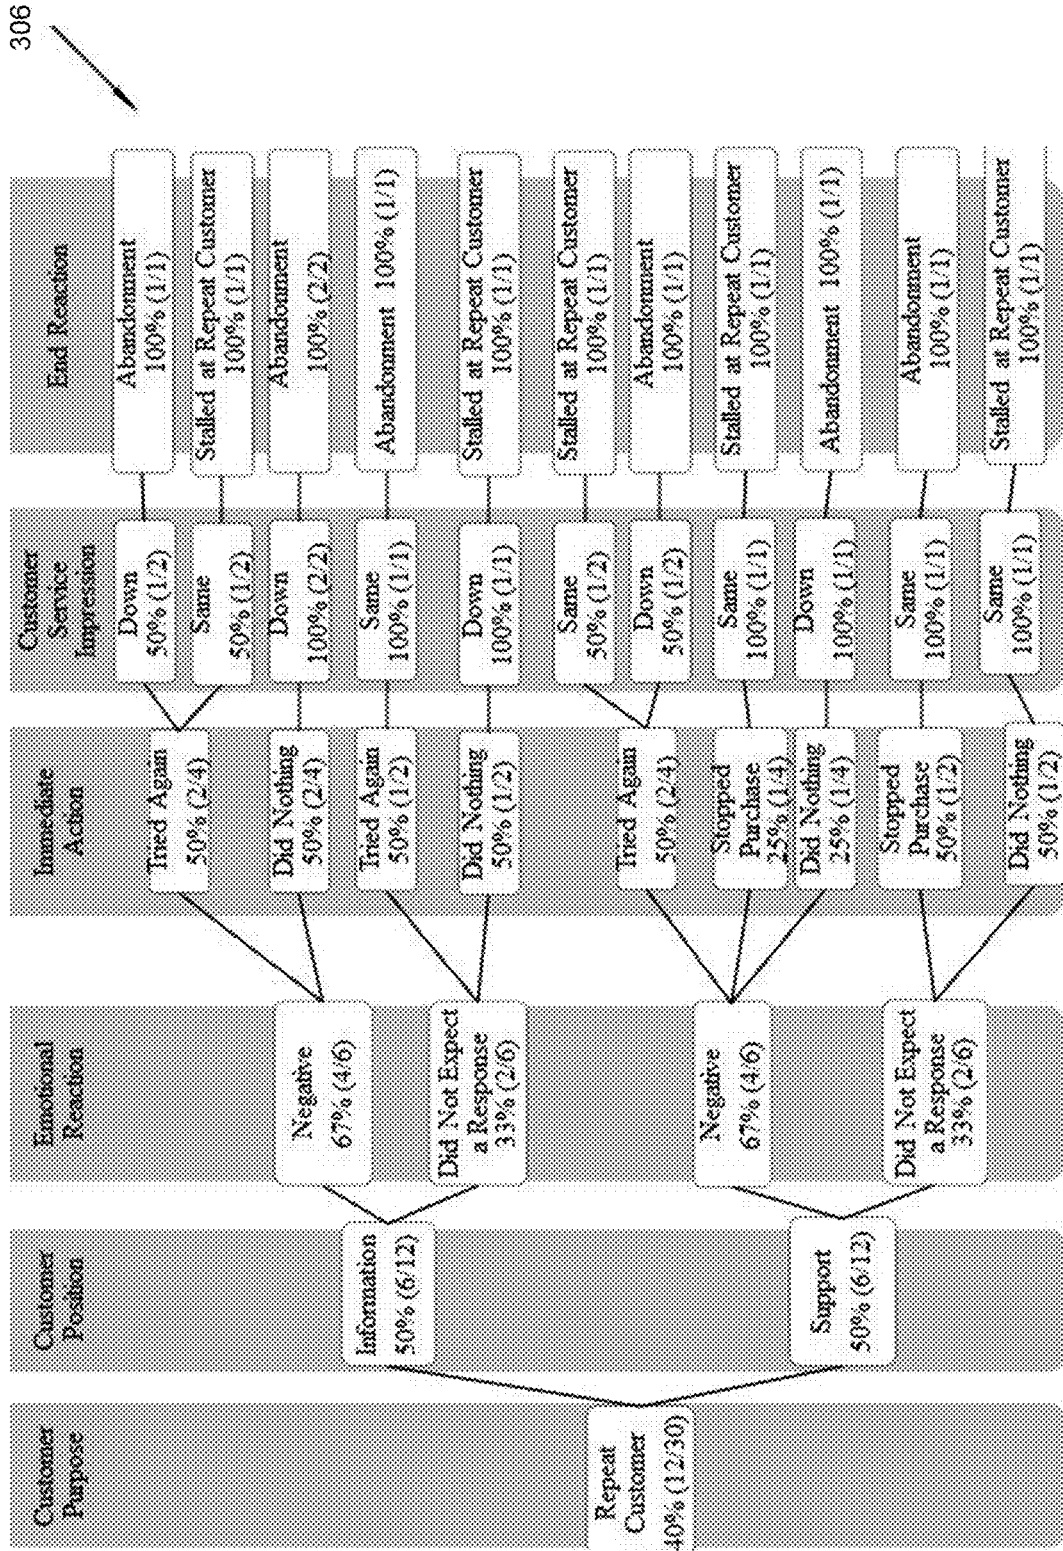 306
Customer
Purpose
Customer
Position
Emotional
Reaction
Immediate
Action
Customer
Service
Impression
End Reaction
Repeat
Customer
40% (12/30)
Information
50% (6/12)
Support
50% (6/12)
Negative
67% (4/6)
Did Not Expect
a Response
33% (2/6)
Negative
67% (4/6)
Did Not Expect
a Response
33% (2/6)
Tried Again
50% (2/4)
Did Nothing
50% (2/4)
Tried Again
50% (1/2)
Did Nothing
50% (1/2)
Tried Again
50% (2/4)
Stopped
Purchase
25% (1/4)
Did Nothing
25% (1/4)
Stopped
Purchase
50% (1/2)
Did Nothing
50% (1/2)
Down
50% (1/2)
Same
50% (1/2)
Down
100% (2/2)
Same
100% (1/1)
Down
100% (1/1)
Same
50% (1/2)
Down
50% (1/2)
Same
100% (1/1)
Down
100% (1/1)
Same
100% (1/1)
Same
100% (1/1)
Abandonment
100% (1/1)
Stalled at Repeat Customer
100% (1/1)
Abandonment
100% (2/2)
Abandonment 100% (1/1)
Stalled at Repeat Customer
100% (1/1)
Stalled at Repeat Customer
100% (1/1)
Abandonment
100% (1/1)
Stalled at Repeat Customer
100% (1/1)
Abandonment 100% (1/1)
Abandonment
100% (1/1)
Stalled at Repeat Customer
100% (1/1)